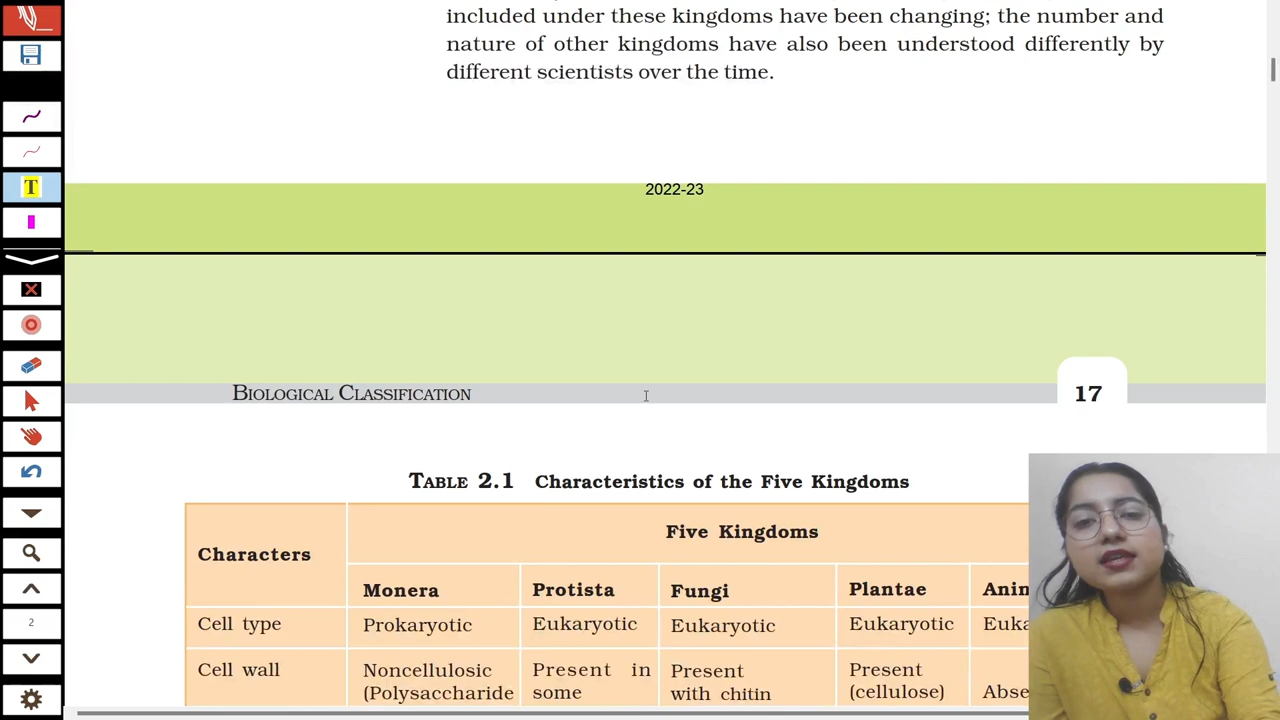 included under these kingdoms have been changing; the number and
nature of other kingdoms have also been understood differently by
different scientists over the time.
2022-23
BIOLOGICAL CLASSIFICATION
17
TABLE 2.1 Characteristics of the Five Kingdoms
Characters
Five Kingdoms
Monera Protista Fungi Plantae
Cell type Prokaryotic Eukaryotic Eukaryotic Eukaryotic
Cell wall Noncellulosic Present in Present Present
(Polysaccharide some with chitin (cellulose)
T
2